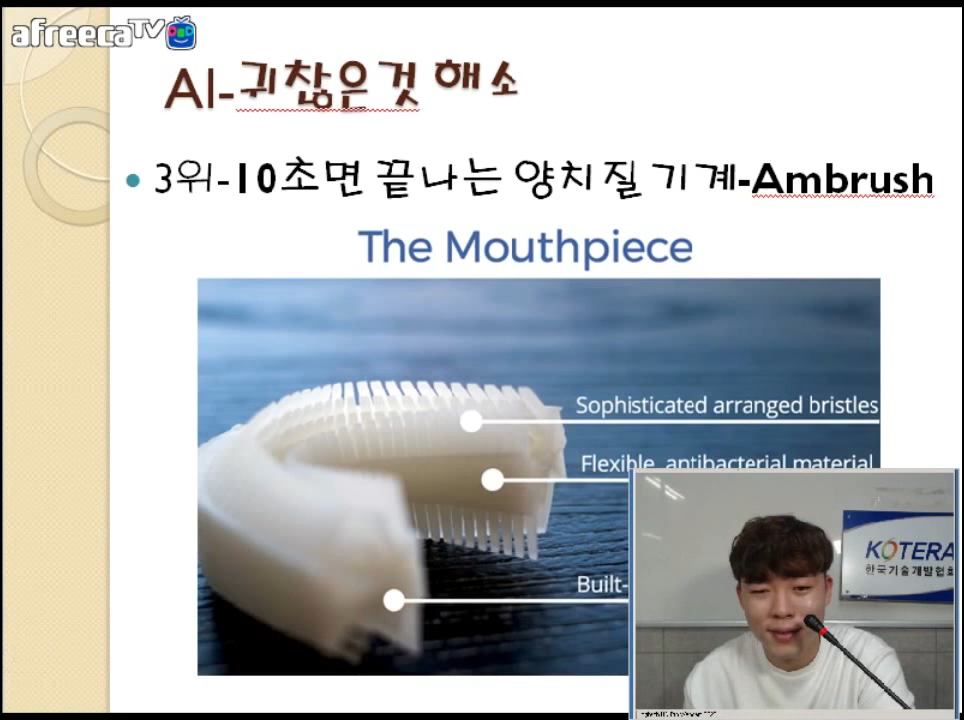 afreecaTV
AI-귀찮은것 해소
• 3위-10초면 끝나는 양치질 기계-Ambrush
The Mouthpiece
Sophisticated arranged bristles
Flexible, antibacterial material
Built-
KOTERA
한국기술개발협회